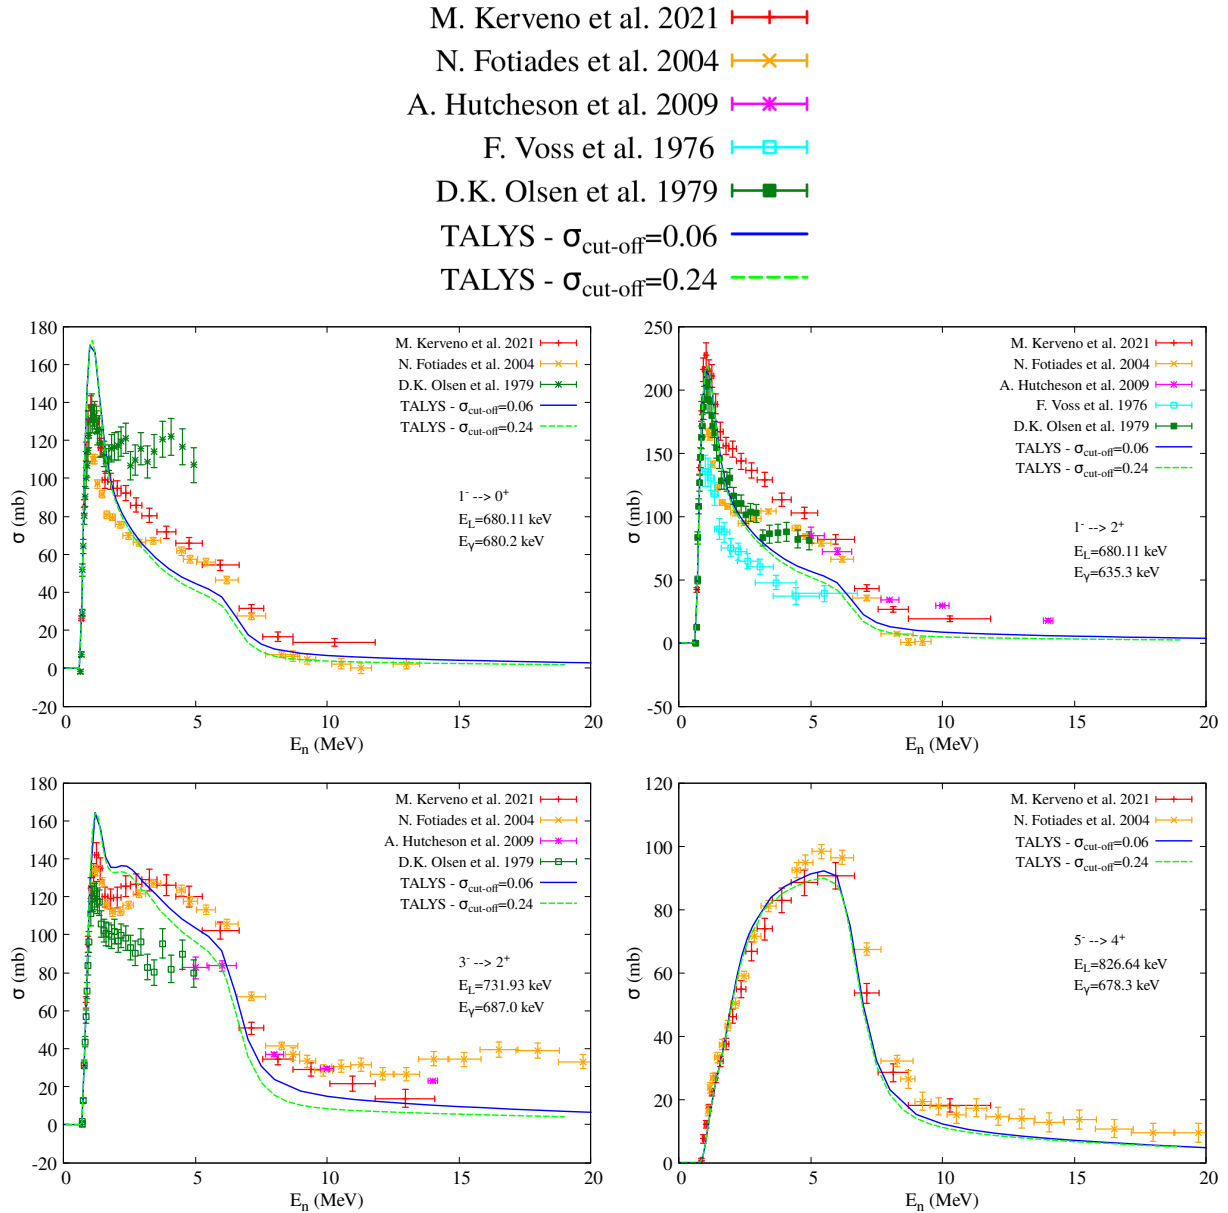 M. Kerveno et al. 2021
N. Fotiades et al. 2004
A. Hutcheson et al. 2009
F. Voss et al. 1976
D.K. Olsen et al. 1979
TALYS - σcut-off=0.06
TALYS - σcut-off=0.24
180
160
140
120
100
80
60
40
20
0
-20
σ (mb)
M. Kerveno et al. 2021
N. Fotiades et al. 2004
D.K. Olsen et al. 1979
TALYS - σcut-off=0.06
TALYS - σcut-off=0.24
1- --> 0+
EL=680.11 keV
Eγ=680.2 keV
0 5 10 15 20
En (MeV)
250
200
150
100
50
0
-50
σ (mb)
M. Kerveno et al. 2021
N. Fotiades et al. 2004
A. Hutcheson et al. 2009
F. Voss et al. 1976
D.K. Olsen et al. 1979
TALYS - σcut-off=0.06
TALYS - σcut-off=0.24
1- --> 2+
EL=680.11 keV
Eγ=635.3 keV
0 5 10 15 20
En (MeV)
180
160
140
120
100
80
60
40
20
0
-20
σ (mb)
M. Kerveno et al. 2021
N. Fotiades et al. 2004
A. Hutcheson et al. 2009
D.K. Olsen et al. 1979
TALYS - σcut-off=0.06
TALYS - σcut-off=0.24
3- --> 2+
EL=731.93 keV
Eγ=687.0 keV
0 5 10 15 20
En (MeV)
120
100
80
60
40
20
0
σ (mb)
M. Kerveno et al. 2021
N. Fotiades et al. 2004
TALYS - σcut-off=0.06
TALYS - σcut-off=0.24
5- --> 4+
EL=826.64 keV
Eγ=678.3 keV
0 5 10 15 20
En (MeV)